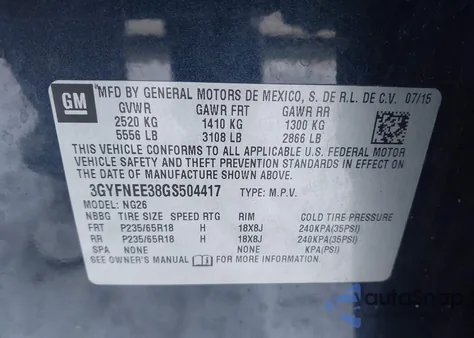 GM
MFD BY GENERAL MOTORS DE MEXICO, S. DE R.L. DE C.V. 07/15
GVWR GAWR FRT GAWR RR
2520 KG 1410 KG 1300 KG
5556 LB 3108 LB 2866 LB
THIS VEHICLE CONFORMS TO ALL APPLICABLE U.S. FEDERAL MOTOR
VEHICLE SAFETY AND THEFT PREVENTION STANDARDS IN EFFECT ON
THE DATE OF MANUFACTURE SHOWN ABOVE.
3GYFNEE38GS504417 TYPE: M.P.V.
MODEL: NG26
NBBG TIRE SIZE SPEED RTG RIM COLD TIRE PRESSURE
FRT P235/65R18 H 18X8J 240KPA(35PSI)
RR P235/65R18 H 18X8J 240KPA(35PSI)
SPA NONE NONE KPA(PSI)
SEE OWNER'S MANUAL FOR MORE INFORMATION.
AutoSnap